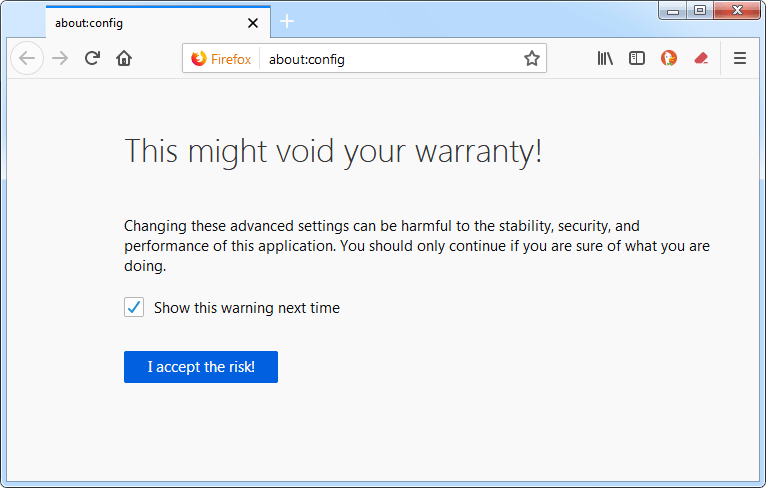 about:config
Firefox about:config
This might void your warranty!
Changing these advanced settings can be harmful to the stability, security, and
performance of this application. You should only continue if you are sure of what you are
doing.
Show this warning next time
I accept the risk!